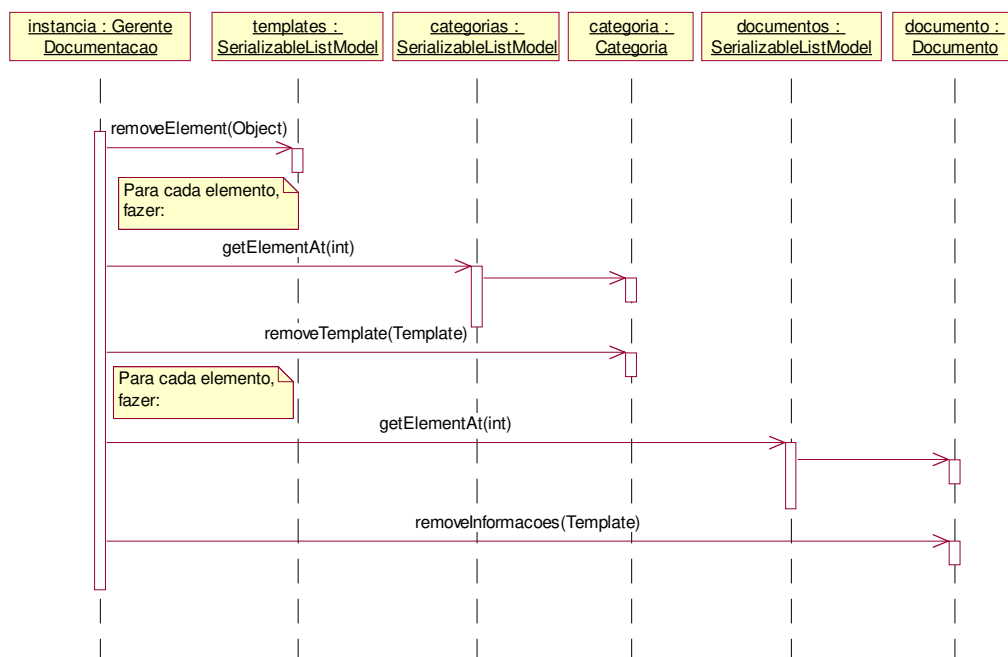 instancia : Gerente
Documentacao
templates :
SerializableListModel
categorias :
SerializableListModel
categoria :
Categoria
documentos :
SerializableListModel
documento :
Documento
removeElement(Object)
Para cada elemento,
fazer:
getElementAt(int)
removeTemplate(Template)
Para cada elemento,
fazer:
getElementAt(int)
removeInformacoes(Template)